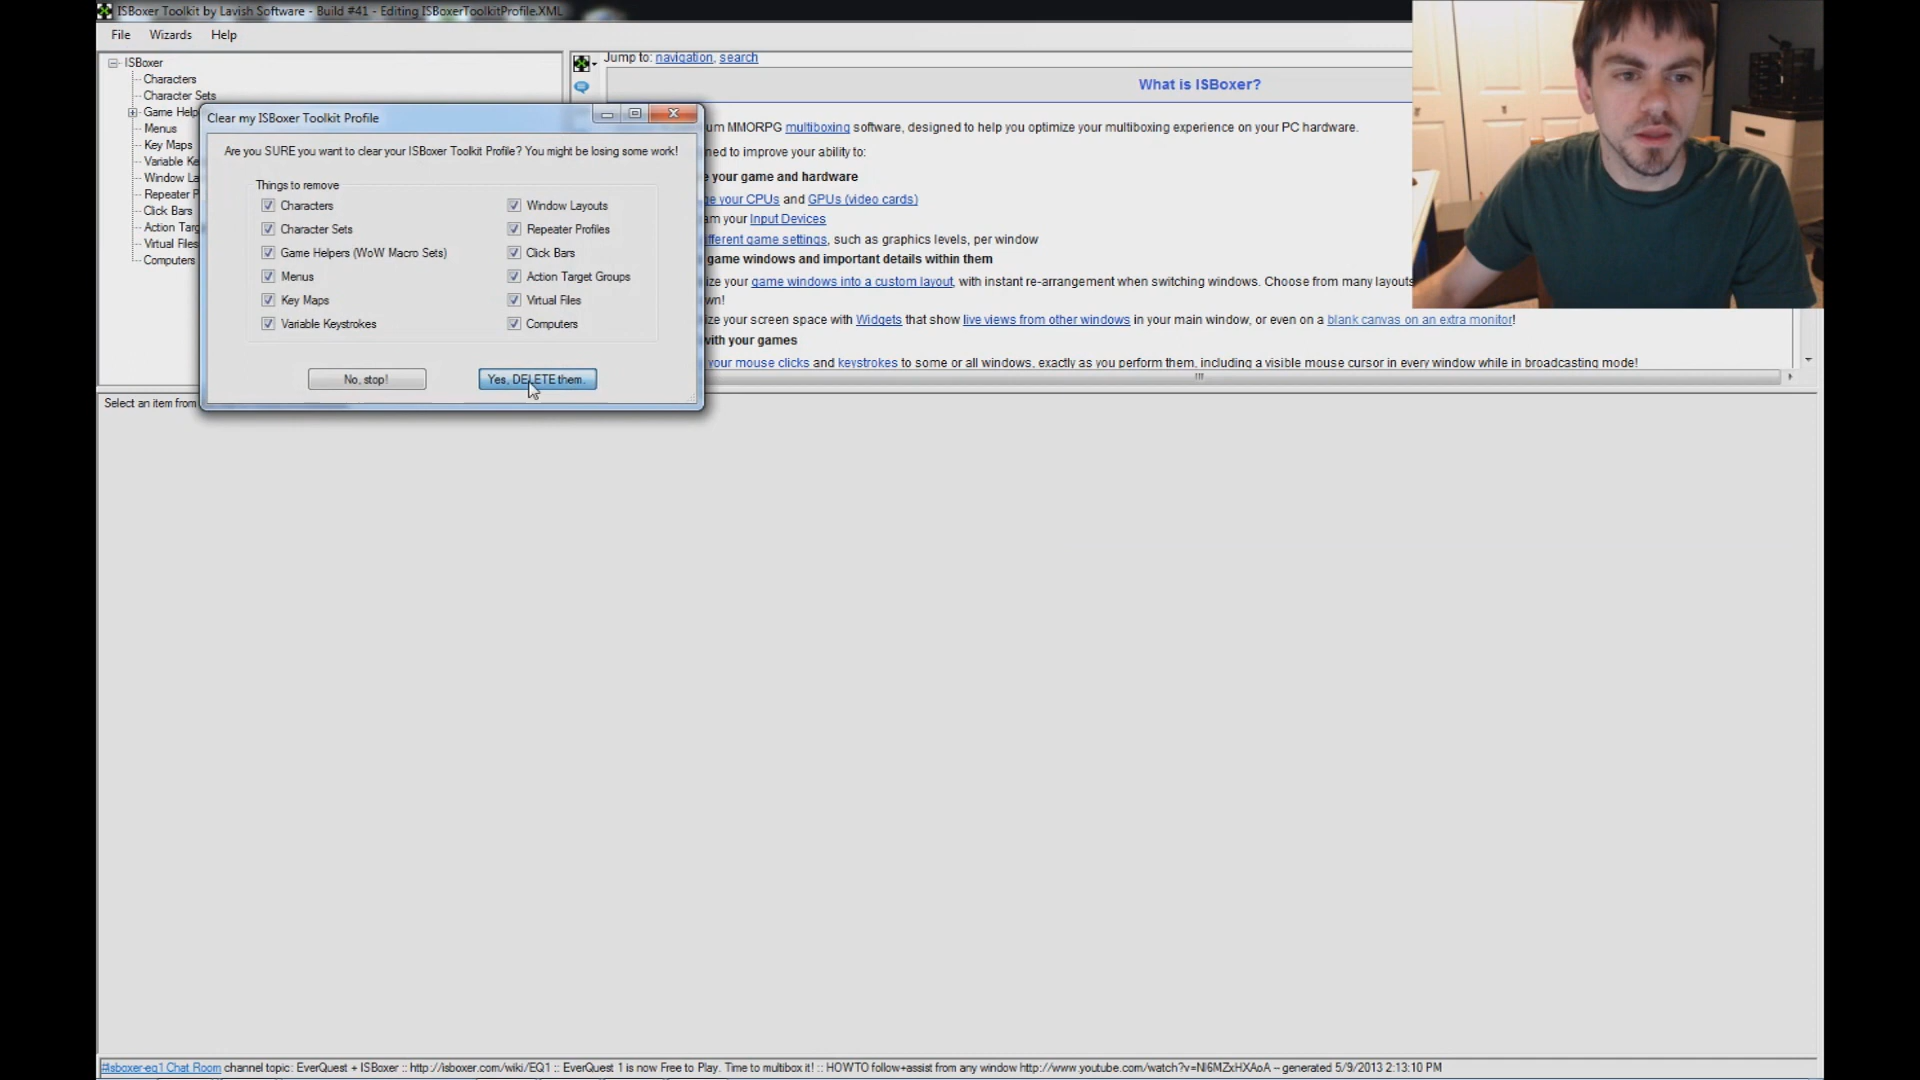 ISBoxer Toolkit by Lavish Software - Build #41 - Editing ISBoxerToolkitProfile.XML
File Wizards Help
ISBoxer
Characters
Character Sets
Game Help
Menus
Key Maps
Variable Ke
Window La
Repeater P
Click Bars
Action Targ
Virtual Files
Computers
Jump to: navigation, search
What is ISBoxer?
um MMORPG multiboxing software, designed to help you optimize your multiboxing experience on your PC hardware.
ned to improve your ability to:
e your game and hardware
ge your CPUs and GPUs (video cards)
am your Input Devices
fferent game settings, such as graphics levels, per window
game windows and important details within them
ize your game windows into a custom layout, with instant re-arrangement when switching windows. Choose from many layouts
wn!
ize your screen space with Widgets that show live views from other windows in your main window, or even on a blank canvas on an extra monitor!
with your games
your mouse clicks and keystrokes to some or all windows, exactly as you perform them, including a visible mouse cursor in every window while in broadcasting mode!
Clear my ISBoxer Toolkit Profile
Are you SURE you want to clear your ISBoxer Toolkit Profile? You might be losing some work!
Things to remove
Characters
Character Sets
Game Helpers (WoW Macro Sets)
Menus
Key Maps
Variable Keystrokes
Window Layouts
Repeater Profiles
Click Bars
Action Target Groups
Virtual Files
Computers
No, stop!
Yes, DELETE them.
Select an item from
#isboxer-eq1 Chat Room channel topic: EverQuest + ISBoxer :: http://isboxer.com/wiki/EQ1 :: EverQuest 1 is now Free to Play. Time to multibox it! :: HOWTO follow+assist from any window http://www.youtube.com/watch?v=Nl6MZxHXAoA -- generated 5/9/2013 2:13:10 PM